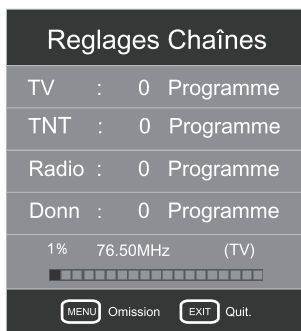 Reglages Chaînes
TV : 0 Programme
TNT : 0 Programme
Radio : 0 Programme
Donn : 0 Programme
1% 76.50MHz (TV)
MENU Omission EXIT Quit.